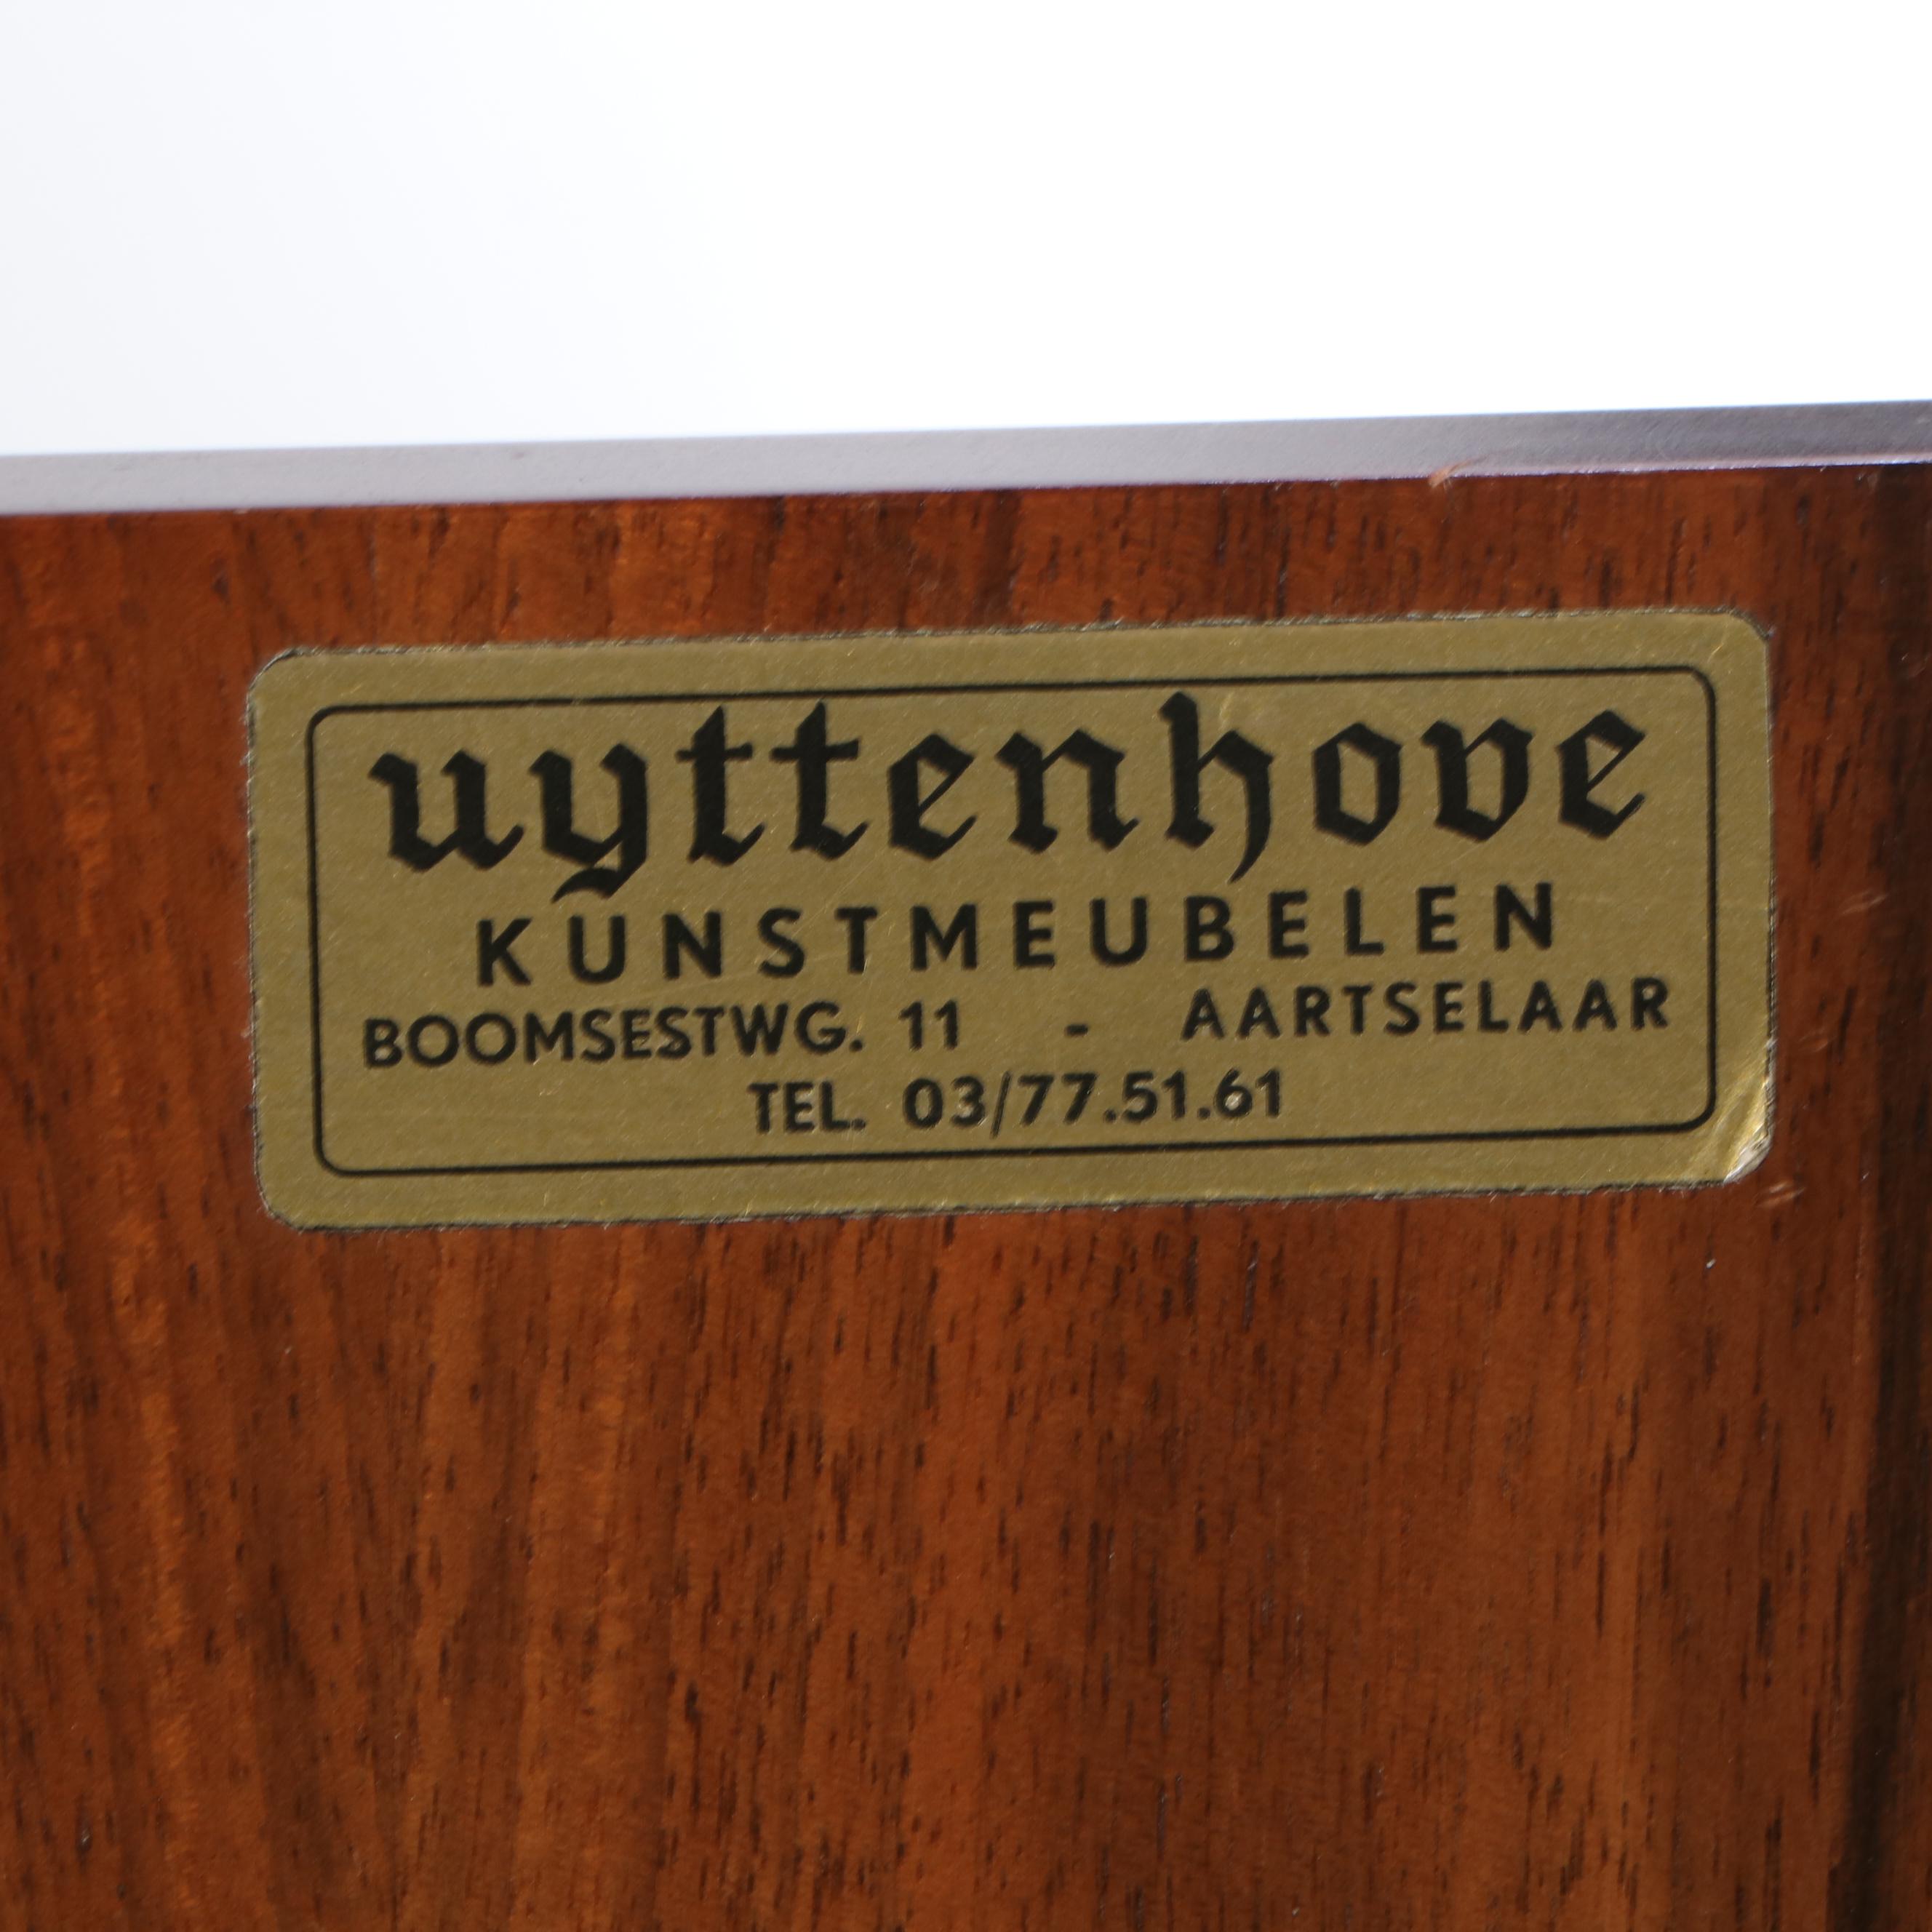 uyttenhove
KUNSTMEUBELEN
BOOMSESTWG. 11 - AARTSELAAR
TEL. 03/77.51.61